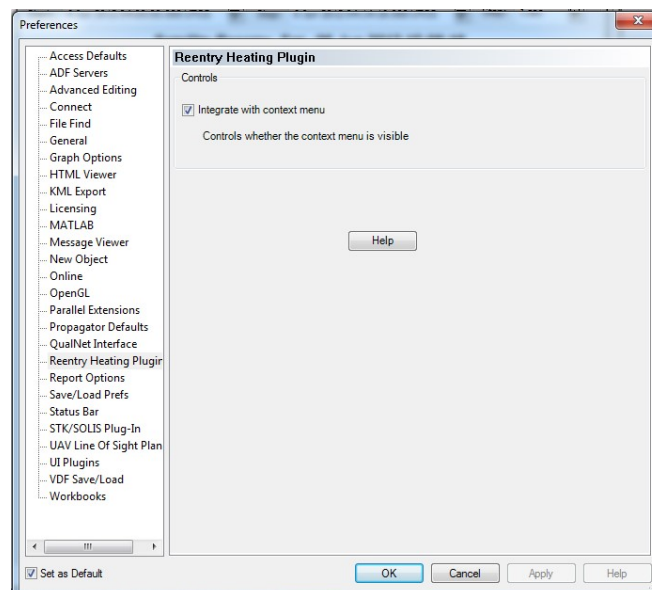 Preferences
Access Defaults
ADF Servers
Advanced Editing
Connect
File Find
General
Graph Options
HTML Viewer
KML Export
Licensing
MATLAB
Message Viewer
New Object
Online
OpenGL
Parallel Extensions
Propagator Defaults
QualNet Interface
Reentry Heating Plugin
Report Options
Save/Load Prefs
Status Bar
STK/SOLIS Plug-In
UAV Line Of Sight Plan
UI Plugins
VDF Save/Load
Workbooks
Set as Default
Reentry Heating Plugin
Controls
Integrate with context menu
Controls whether the context menu is visible
Help
OK Cancel Apply Help